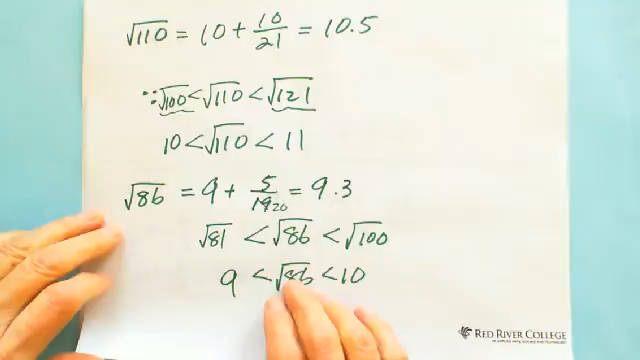 √110 = 10 + 10/21 = 10.5
∵ √100 < √110 < √121
10 < √110 < 11
√86 = 9 + 5/19 20 = 9.3
√81 < √86 < √100
9 < √86 < 10
RED RIVER COLLEGE